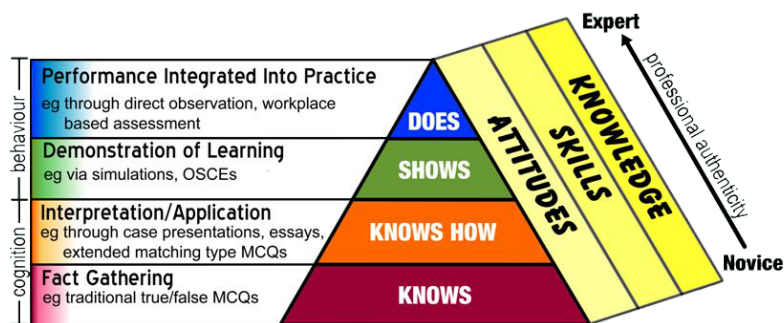 Performance Integrated Into Practice
eg through direct observation, workplace
based assessment
DOES
Demonstration of Learning
eg via simulations, OSCEs
SHOWS
Interpretation/Application
eg through case presentations, essays,
extended matching type MCQs
KNOWS HOW
Fact Gathering
eg traditional true/false MCQs
KNOWS
behaviour
cognition
ATTITUDES
SKILLS
KNOWLEDGE
Expert
professional authenticity
Novice